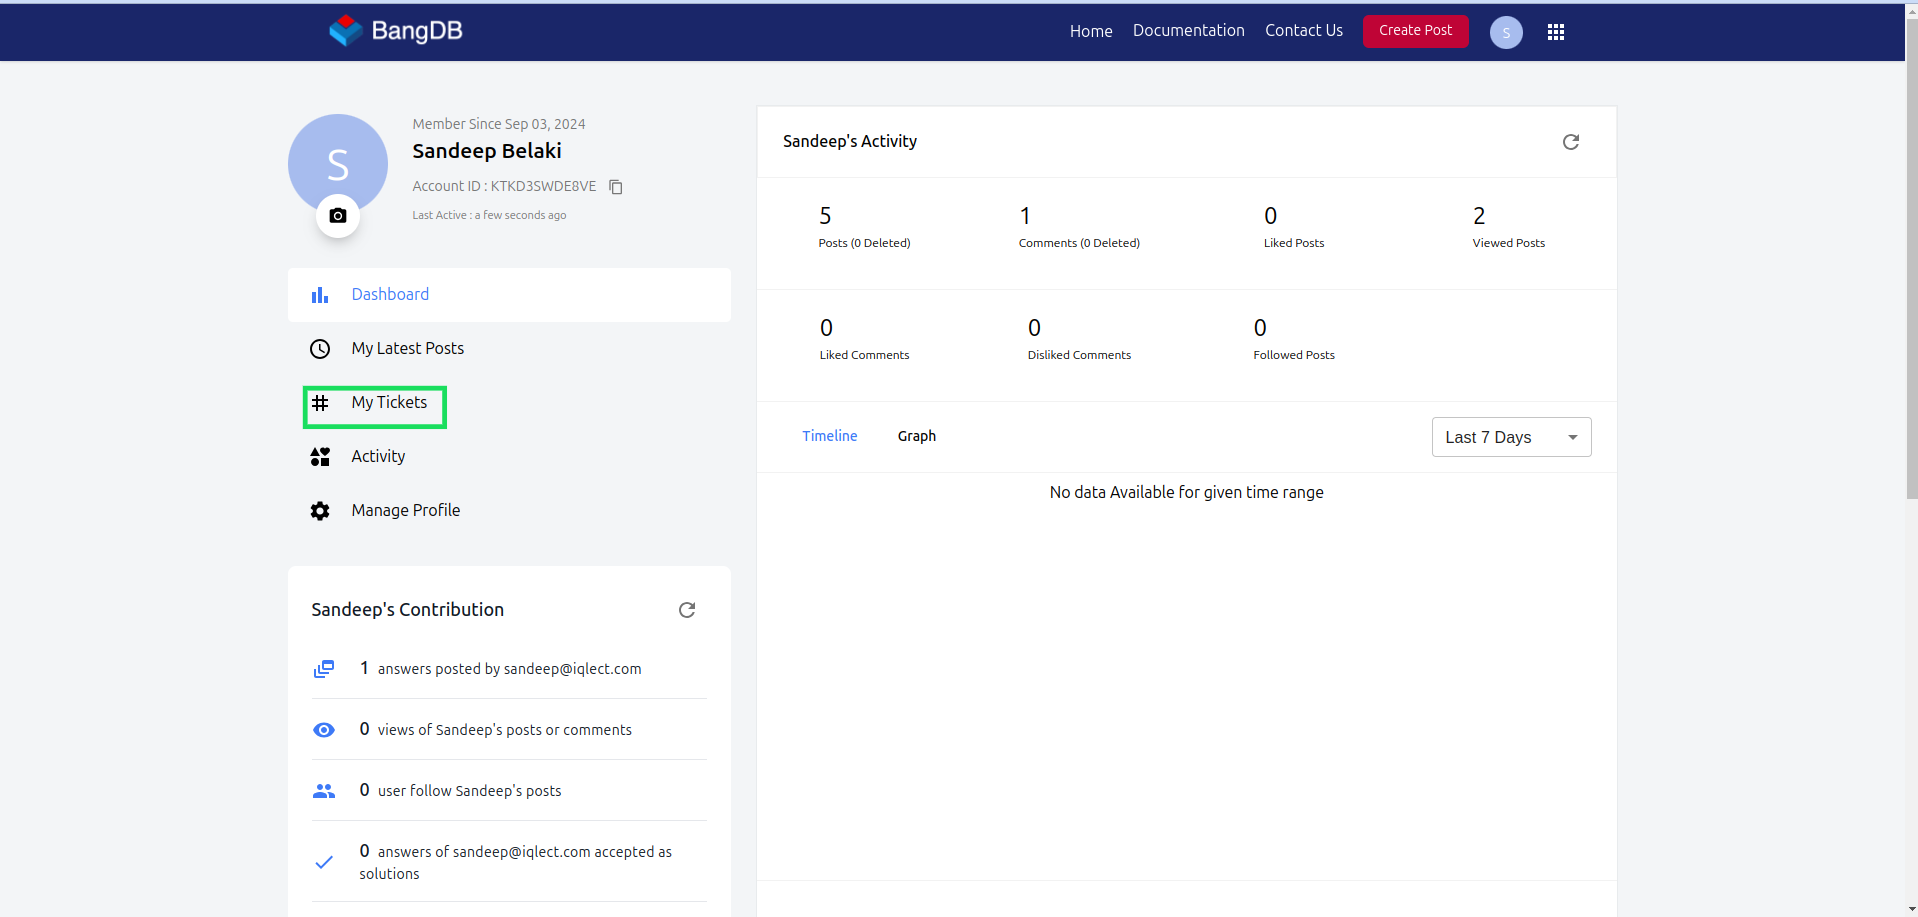 BangDB
Home Documentation Contact Us Create Post S
S
Member Since Sep 03, 2024
Sandeep Belaki
Account ID : KTKD3SWDE8VE
Last Active : a few seconds ago
Dashboard
My Latest Posts
My Tickets
Activity
Manage Profile
Sandeep's Contribution
1 answers posted by sandeep@iqlect.com
0 views of Sandeep's posts or comments
0 user follow Sandeep's posts
0 answers of sandeep@iqlect.com accepted as
solutions
Sandeep's Activity
5 1 0 2
Posts (0 Deleted) Comments (0 Deleted) Liked Posts Viewed Posts
0 0 0
Liked Comments Disliked Comments Followed Posts
Timeline Graph Last 7 Days
No data Available for given time range